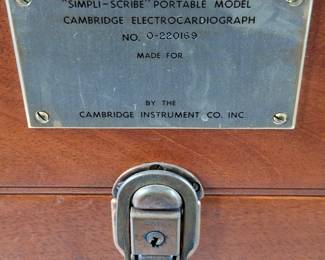 "SIMPLI-SCRIBE" PORTABLE MODEL
CAMBRIDGE ELECTROCARDIOGRAPH
NO. 0-220169
MADE FOR
BY THE
CAMBRIDGE INSTRUMENT CO. INC.